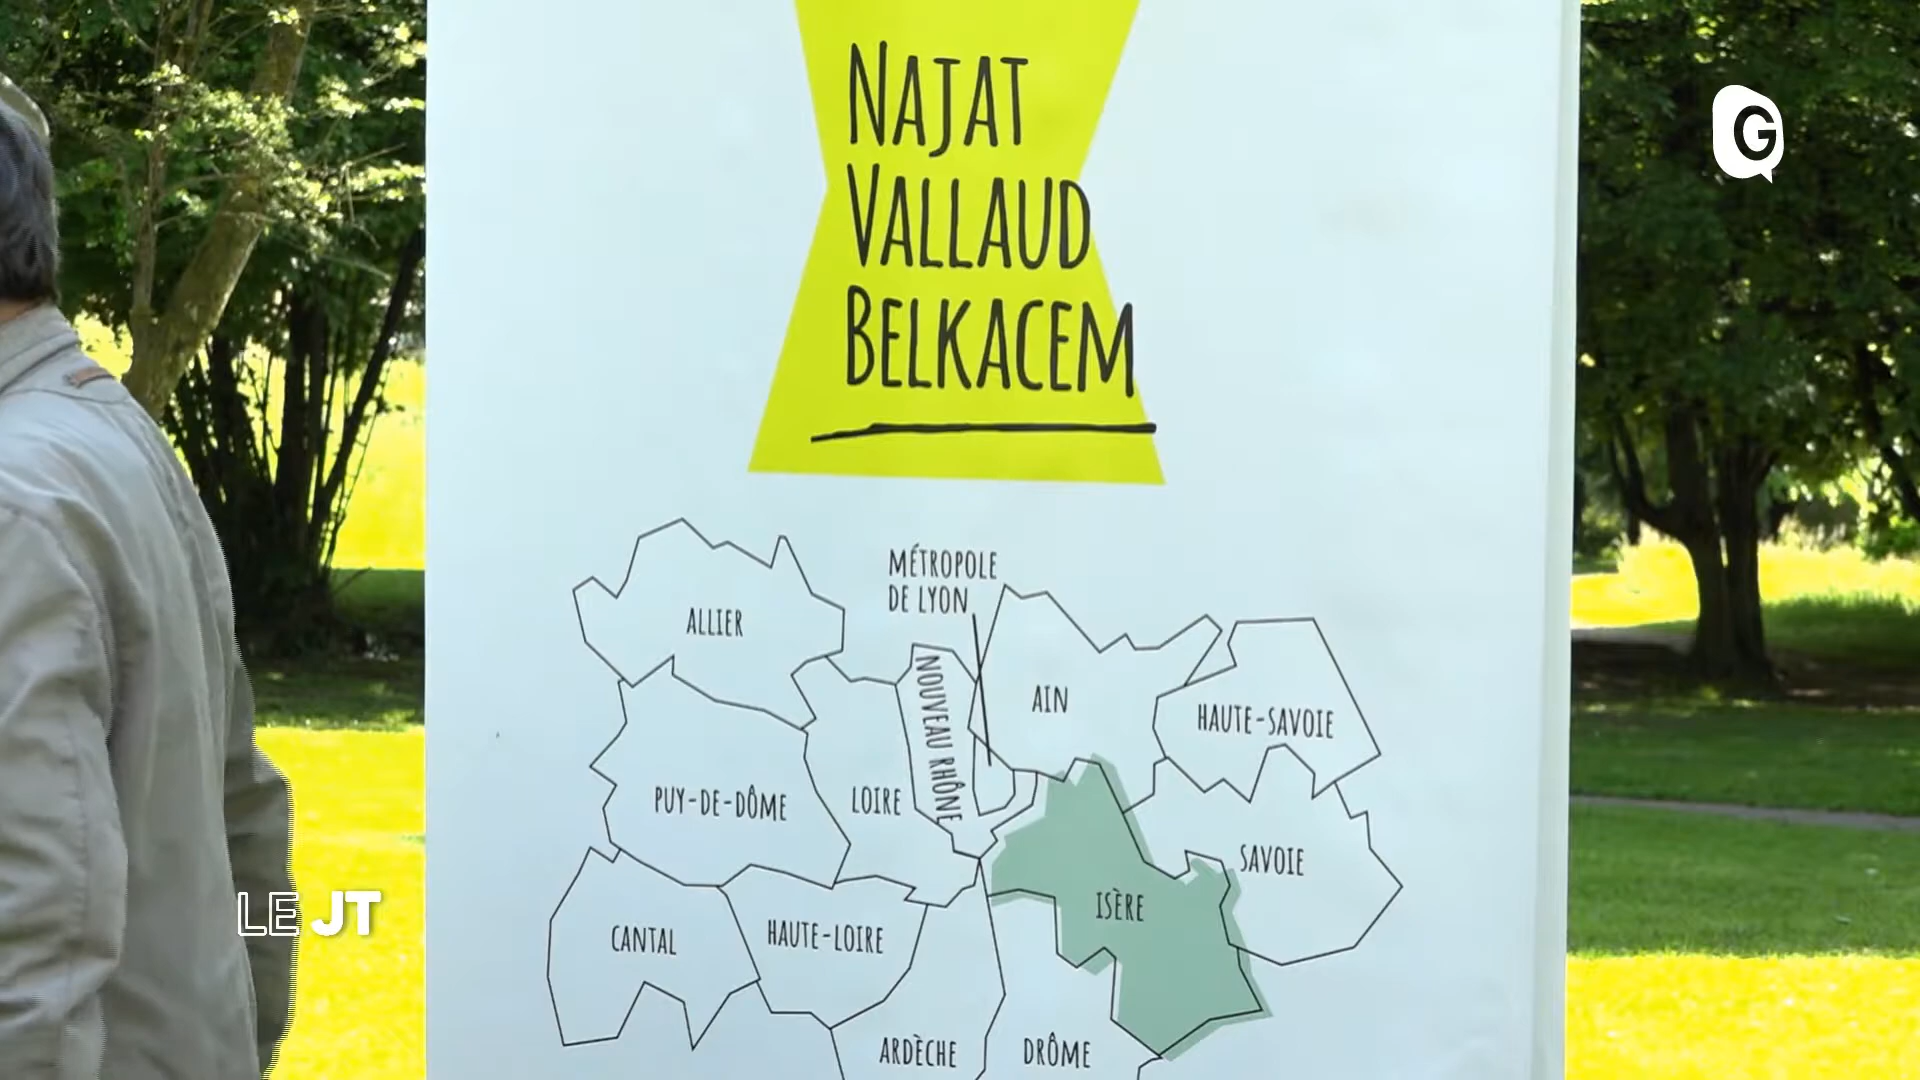 NAJAT
VALLAUD
BELKACEM
G
MÉTROPOLE
DE LYON
ALLIER
NOUVEAU RHÔNE
AIN
HAUTE-SAVOIE
PUY-DE-DÔME
LOIRE
SAVOIE
ISÈRE
LE JT
CANTAL
HAUTE-LOIRE
ARDÈCHE
DRÔME